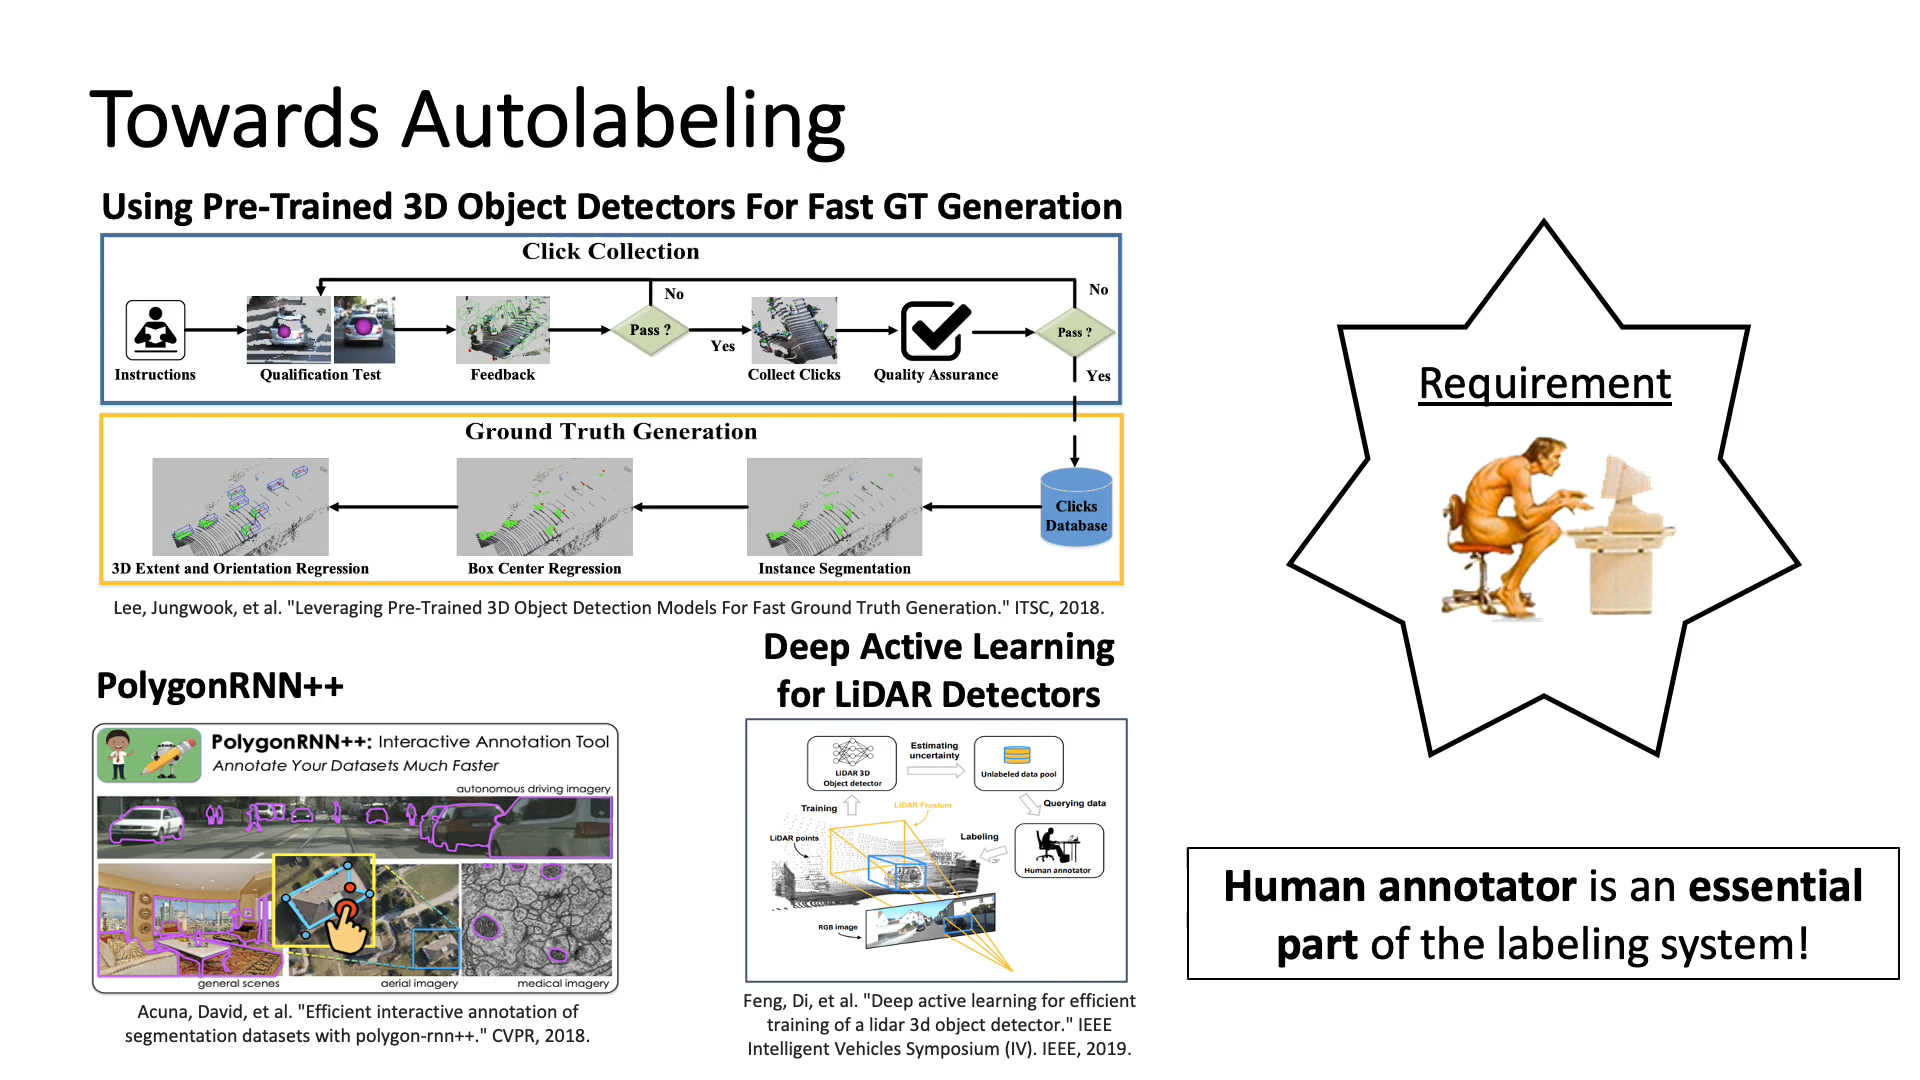 Towards Autolabeling
Using Pre-Trained 3D Object Detectors For Fast GT Generation
Click Collection
No
No
Pass ?
Pass ?
Yes
Yes
Instructions
Qualification Test
Feedback
Collect Clicks
Quality Assurance
Ground Truth Generation
Clicks
Database
3D Extent and Orientation Regression
Box Center Regression
Instance Segmentation
Lee, Jungwook, et al. "Leveraging Pre-Trained 3D Object Detection Models For Fast Ground Truth Generation." ITSC, 2018.
PolygonRNN++
PolygonRNN++: Interactive Annotation Tool
Annotate Your Datasets Much Faster
autonomous driving imagery
general scenes
aerial imagery
medical imagery
Acuna, David, et al. "Efficient interactive annotation of
segmentation datasets with polygon-rnn++." CVPR, 2018.
Deep Active Learning
for LiDAR Detectors
LiDAR 3D
Object detector
Estimating
uncertainty
Unlabeled data pool
Training
LiDAR Frustum
Querying data
LiDAR points
Labeling
Human annotator
RGB image
Feng, Di, et al. "Deep active learning for efficient
training of a lidar 3d object detector." IEEE
Intelligent Vehicles Symposium (IV). IEEE, 2019.
Requirement
Human annotator is an essential
part of the labeling system!